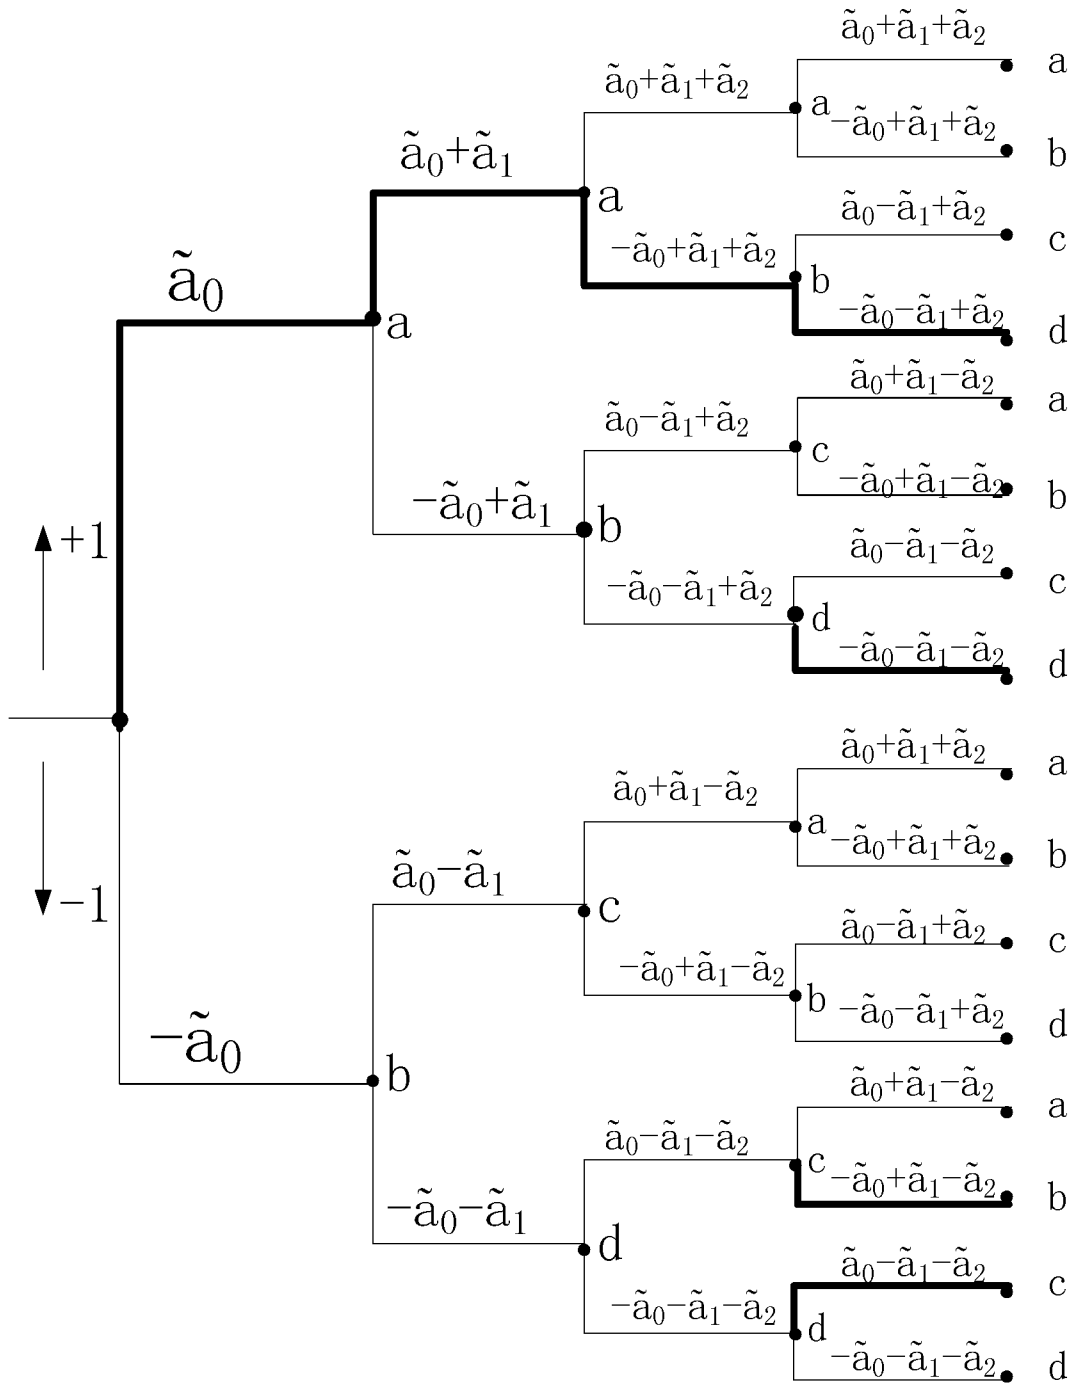 ã₀+ã₁+ã₂
a
ã₀+ã₁+ã₂
a
-ã₀+ã₁+ã₂
b
ã₀+ã₁
a
ã₀-ã₁+ã₂
c
-ã₀+ã₁+ã₂
b
-ã₀-ã₁+ã₂
d
ã₀
a
ã₀+ã₁-ã₂
a
ã₀-ã₁+ã₂
c
-ã₀+ã₁-ã₂
b
-ã₀+ã₁
b
ã₀-ã₁-ã₂
c
+1
-ã₀-ã₁+ã₂
d
-ã₀-ã₁-ã₂
d
ã₀+ã₁+ã₂
a
ã₀+ã₁-ã₂
a
-ã₀+ã₁+ã₂
b
ã₀-ã₁
-1
c
ã₀-ã₁+ã₂
c
-ã₀+ã₁-ã₂
b
-ã₀-ã₁+ã₂
d
-ã₀
b
ã₀+ã₁-ã₂
a
ã₀-ã₁-ã₂
c
-ã₀+ã₁-ã₂
b
-ã₀-ã₁
d
ã₀-ã₁-ã₂
c
-ã₀-ã₁-ã₂
d
-ã₀-ã₁-ã₂
d